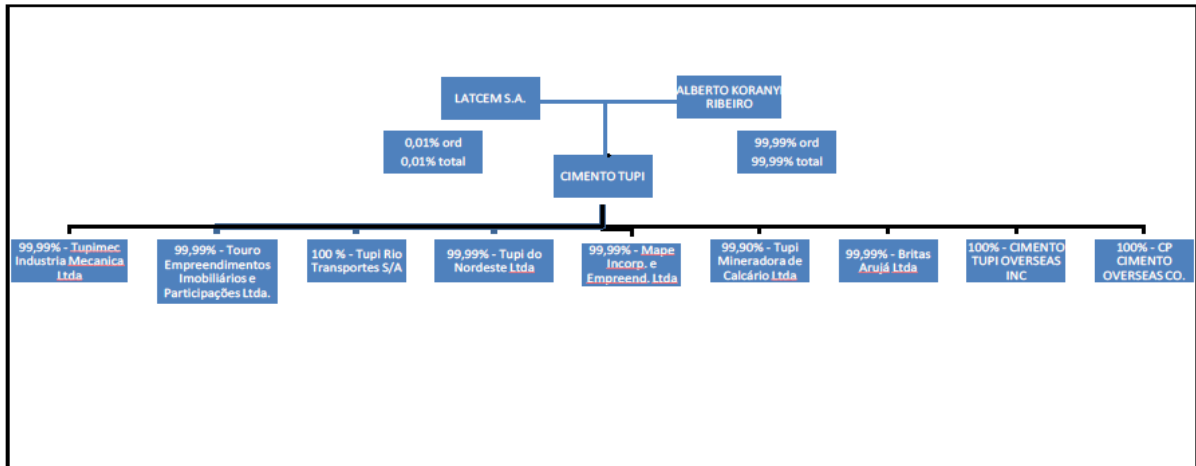 LATCEM S.A.
ALBERTO KORANYI
RIBEIRO
0,01% ord
0,01% total
99,99% ord
99,99% total
CIMENTO TUPI
99,99% - Tupimec
Industria Mecanica
Ltda
99,99% - Touro
Empreendimentos
Imobiliários e
Participações Ltda.
100 % - Tupi Rio
Transportes S/A
99,99% - Tupi do
Nordeste Ltda
99,99% - Mape
Incorp. e
Empreend. Ltda
99,90% - Tupi
Mineradora de
Calcário Ltda
99,99% - Britas
Arujá Ltda
100% - CIMENTO
TUPI OVERSEAS
INC
100% - CP
CIMENTO
OVERSEAS CO.